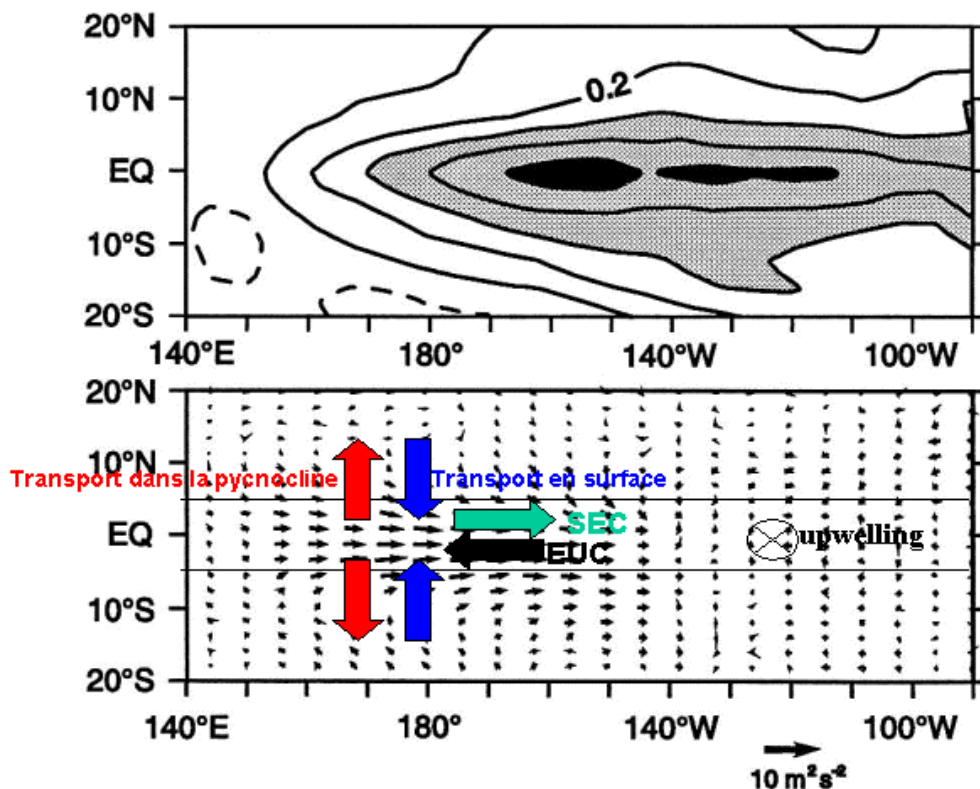 20°N
10°N
EQ
10°S
20°S
0.2
140°E 180° 140°W 100°W
20°N
10°N
EQ
10°S
20°S
Transport dans la pycnocline
Transport en surface
SEC
EUC
upwelling
140°E 180° 140°W 100°W
10 m²s⁻²